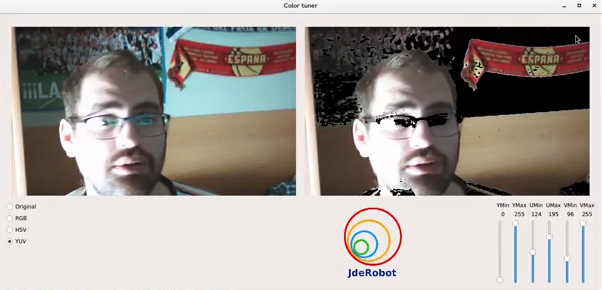 Color tuner
iiiLA
ESPAÑA
ESPAÑA
Original
RGB
HSV
YUV
YMin YMax UMin UMax VMin VMax
0 255 124 195 96 255
JdeRobot